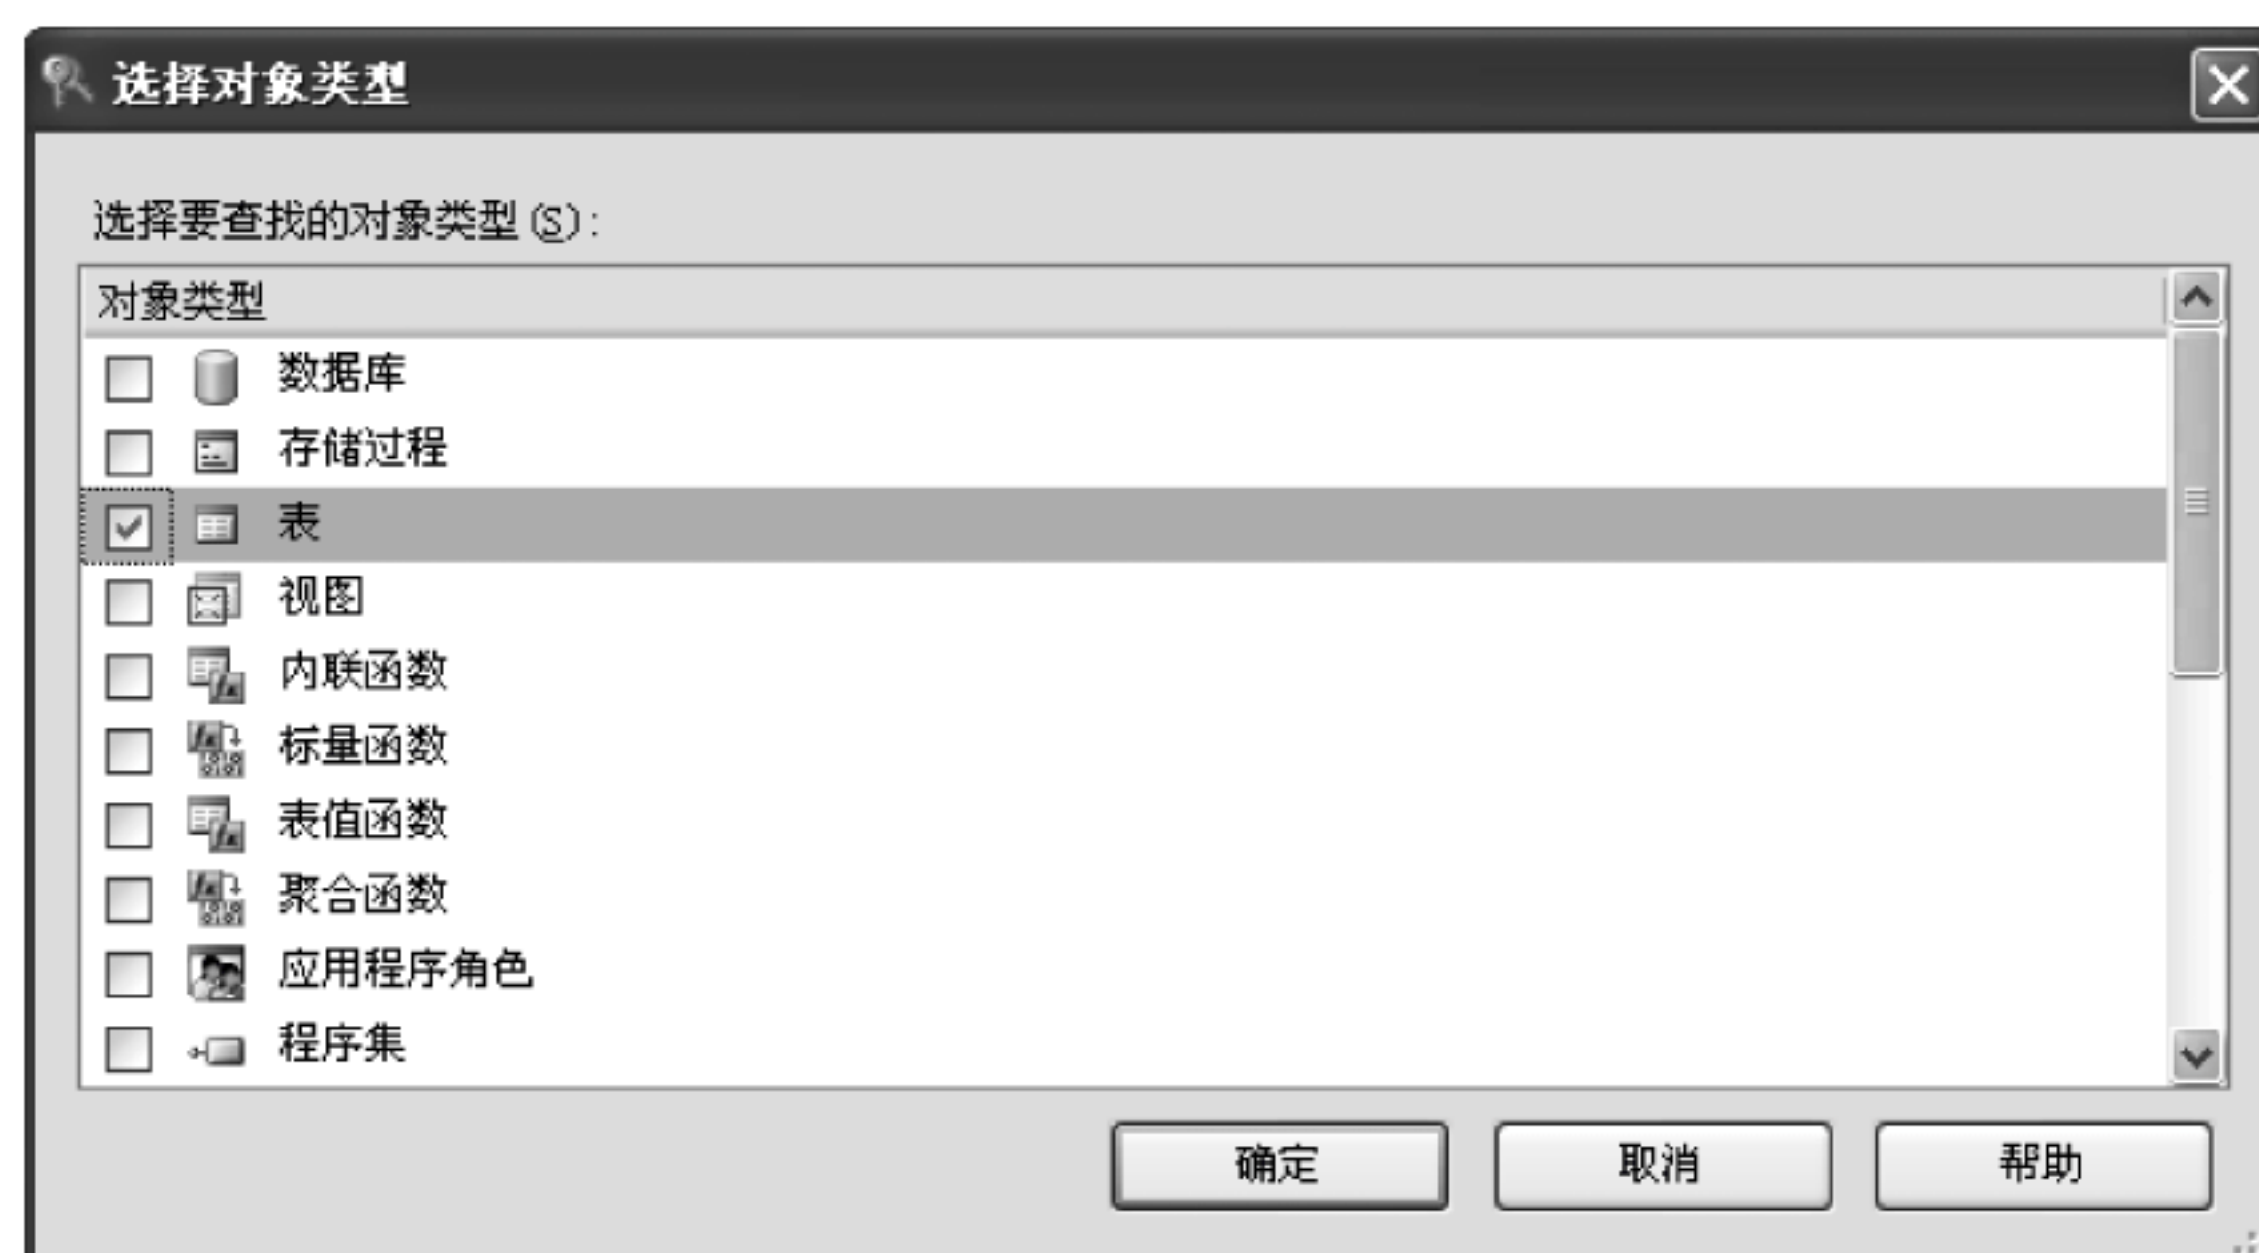 选择对象类型
选择要查找的对象类型(S):
对象类型
数据库
存储过程
表
视图
内联函数
标量函数
表值函数
聚合函数
应用程序角色
程序集
确定 取消 帮助